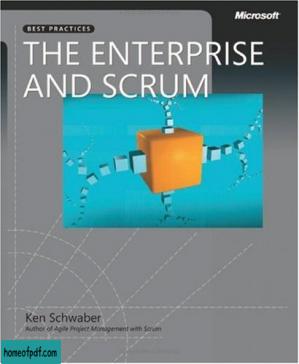 Microsoft
BEST PRACTICES
THE ENTERPRISE
AND SCRUM
Ken Schwaber
Author of Agile Project Management with Scrum
homeofpdf.com